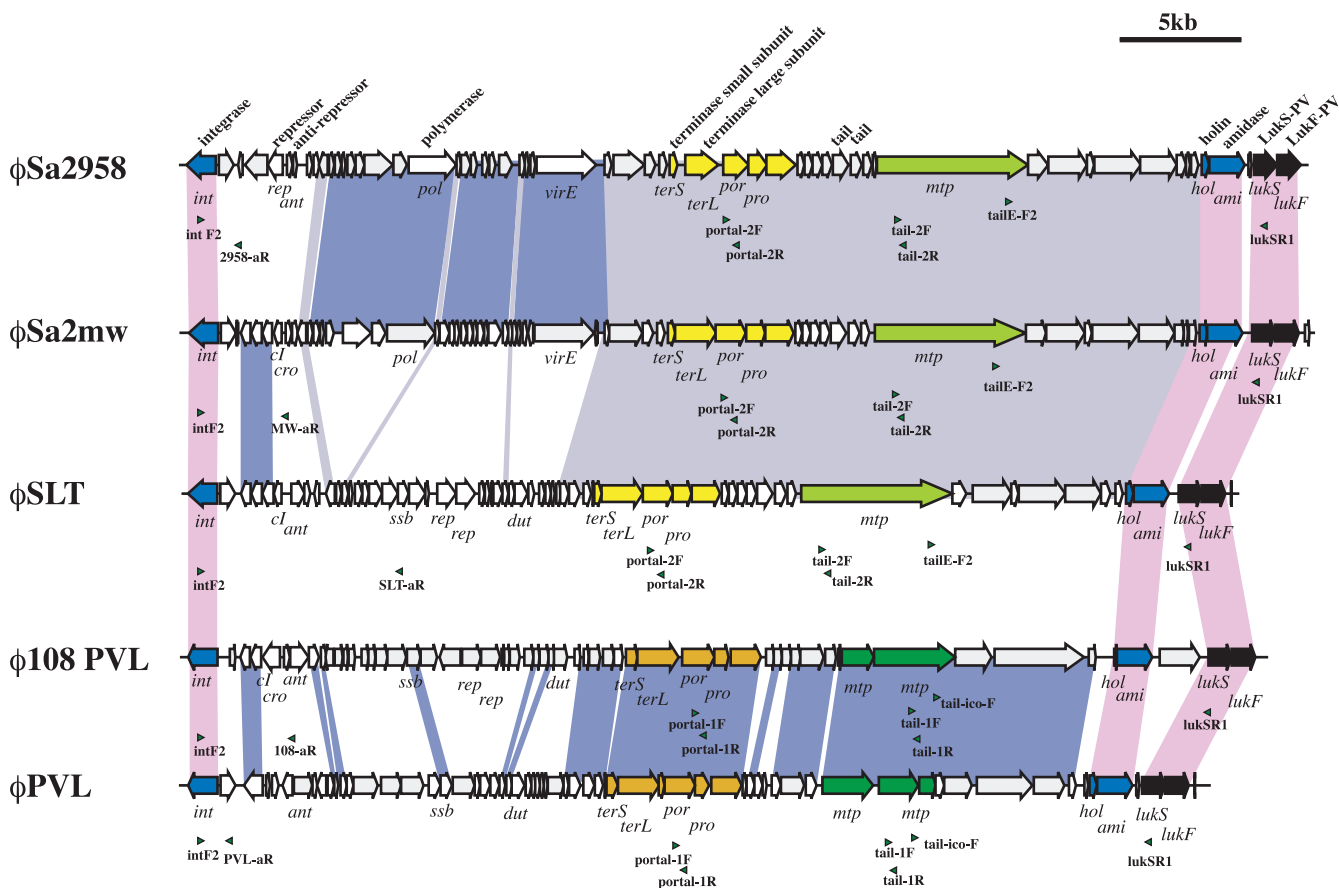 5kb
integrase
repressor
anti-repressor
polymerase
terminase small subunit
terminase large subunit
tail
tail
holin
amidase
LukS-PV
LukF-PV
φSa2958
int
rep
ant
pol
virE
terS
terL
por
pro
mtp
hol
ami
lukS
lukF
int F2
2958-aR
portal-2F
portal-2R
tail-2F
tail-2R
tailE-F2
lukSR1
φSa2mw
int
cI
cro
pol
virE
terS
terL
por
pro
mtp
hol
ami
lukS
lukF
intF2
MW-aR
portal-2F
portal-2R
tail-2F
tail-2R
tailE-F2
lukSR1
φSLT
int
cI
ant
ssb
rep
rep
dut
terS
terL
por
pro
mtp
hol
ami
lukS
lukF
intF2
SLT-aR
portal-2F
portal-2R
tail-2F
tail-2R
tailE-F2
lukSR1
φ108 PVL
int
cI
cro
ant
ssb
rep
rep
dut
terS
terL
por
pro
mtp
mtp
hol
ami
lukS
lukF
intF2
108-aR
portal-1F
portal-1R
tail-ico-F
tail-1F
tail-1R
lukSR1
φPVL
int
ant
ssb
dut
terS
terL
por
pro
mtp
mtp
hol
ami
lukS
lukF
intF2
PVL-aR
portal-1F
portal-1R
tail-1F
tail-ico-F
tail-1R
lukSR1